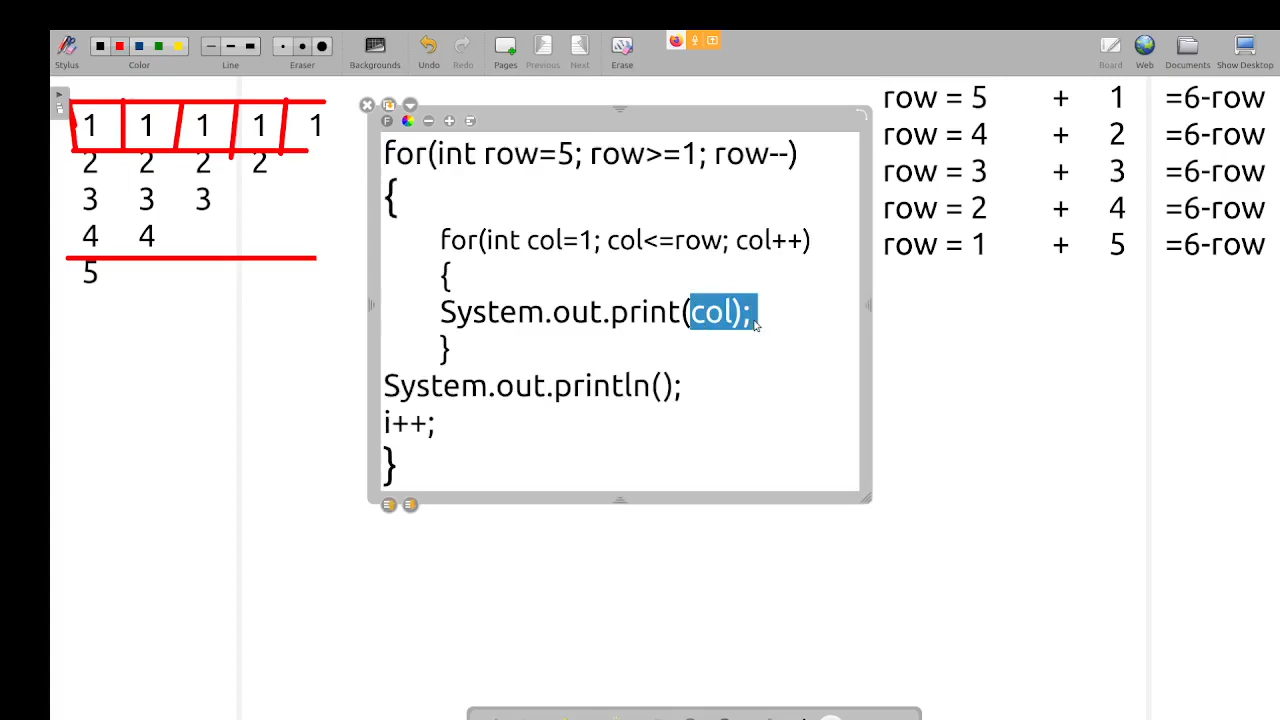 Stylus Color Line Eraser Backgrounds Undo Redo Pages Previous Next Erase Board Web Documents Show Desktop
1 1 1 1 1
2 2 2 2
3 3 3
4 4
5
for(int row=5; row>=1; row--)
{
for(int col=1; col<=row; col++)
{
System.out.print(col);
}
System.out.println();
i++;
}
row = 5 + 1 =6-row
row = 4 + 2 =6-row
row = 3 + 3 =6-row
row = 2 + 4 =6-row
row = 1 + 5 =6-row